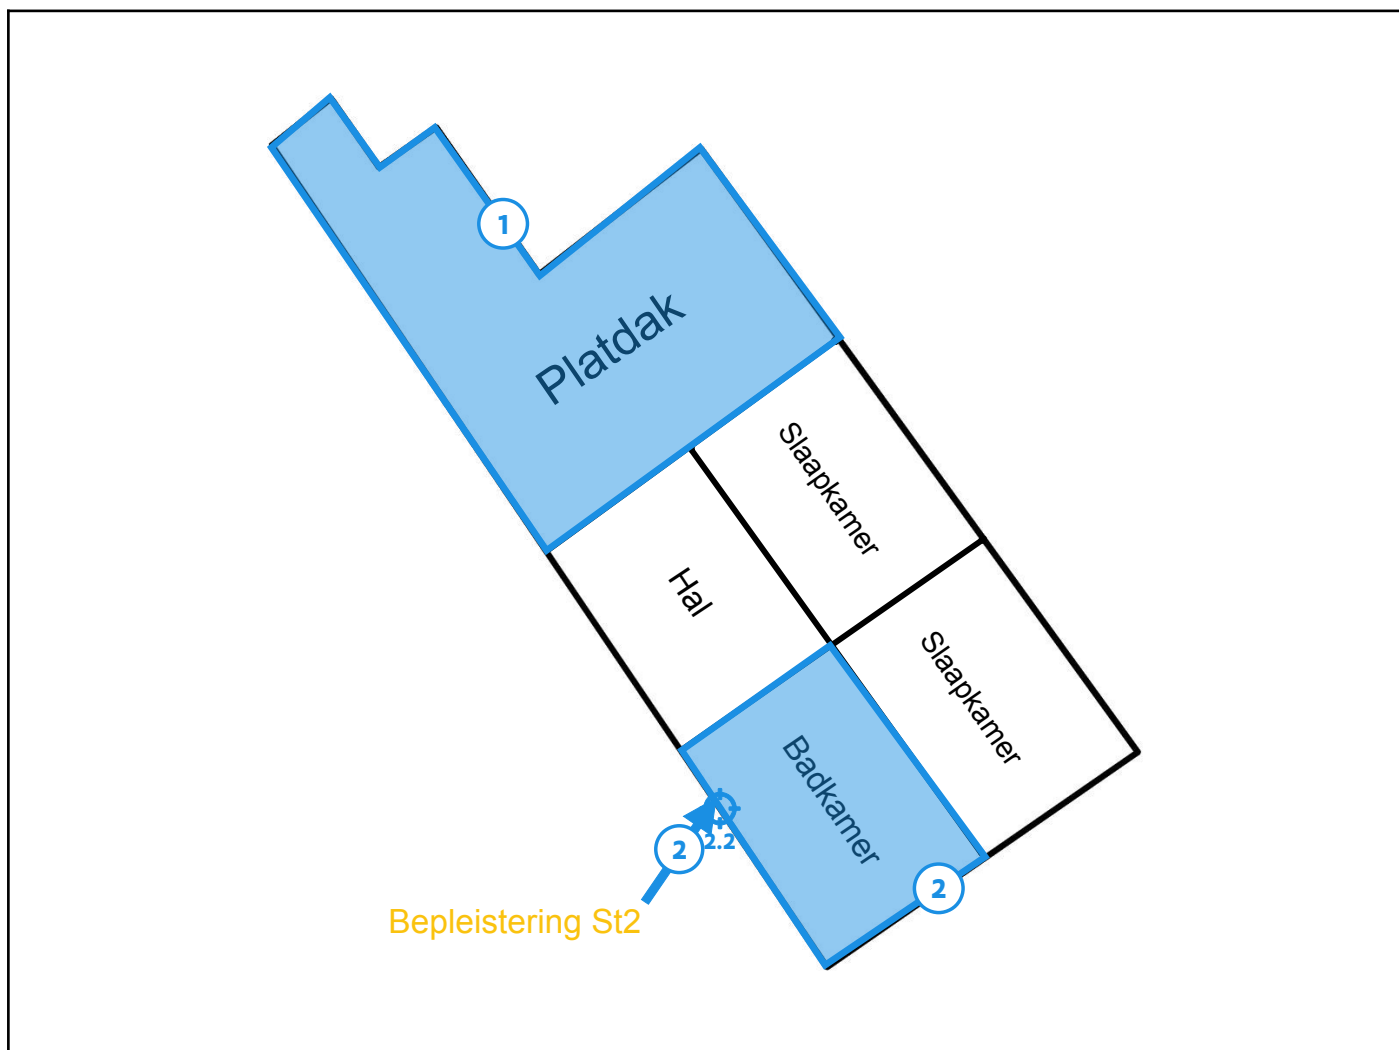 1
Platdak
Slaapkamer
Hal
Slaapkamer
Badkamer
2.2
2
2
Bepleistering St2